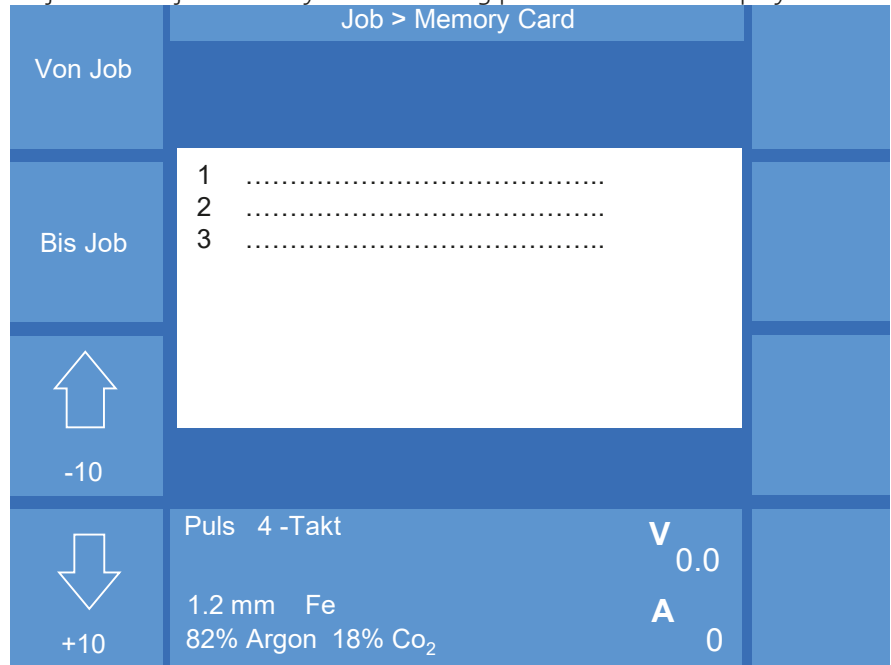 Job > Memory Card
Von Job
1 ………………………………..
2 ………………………………..
3 ………………………………..
Bis Job
-10
+10
Puls 4 -Takt
V
0.0
1.2 mm Fe
A
82% Argon 18% Co₂
0